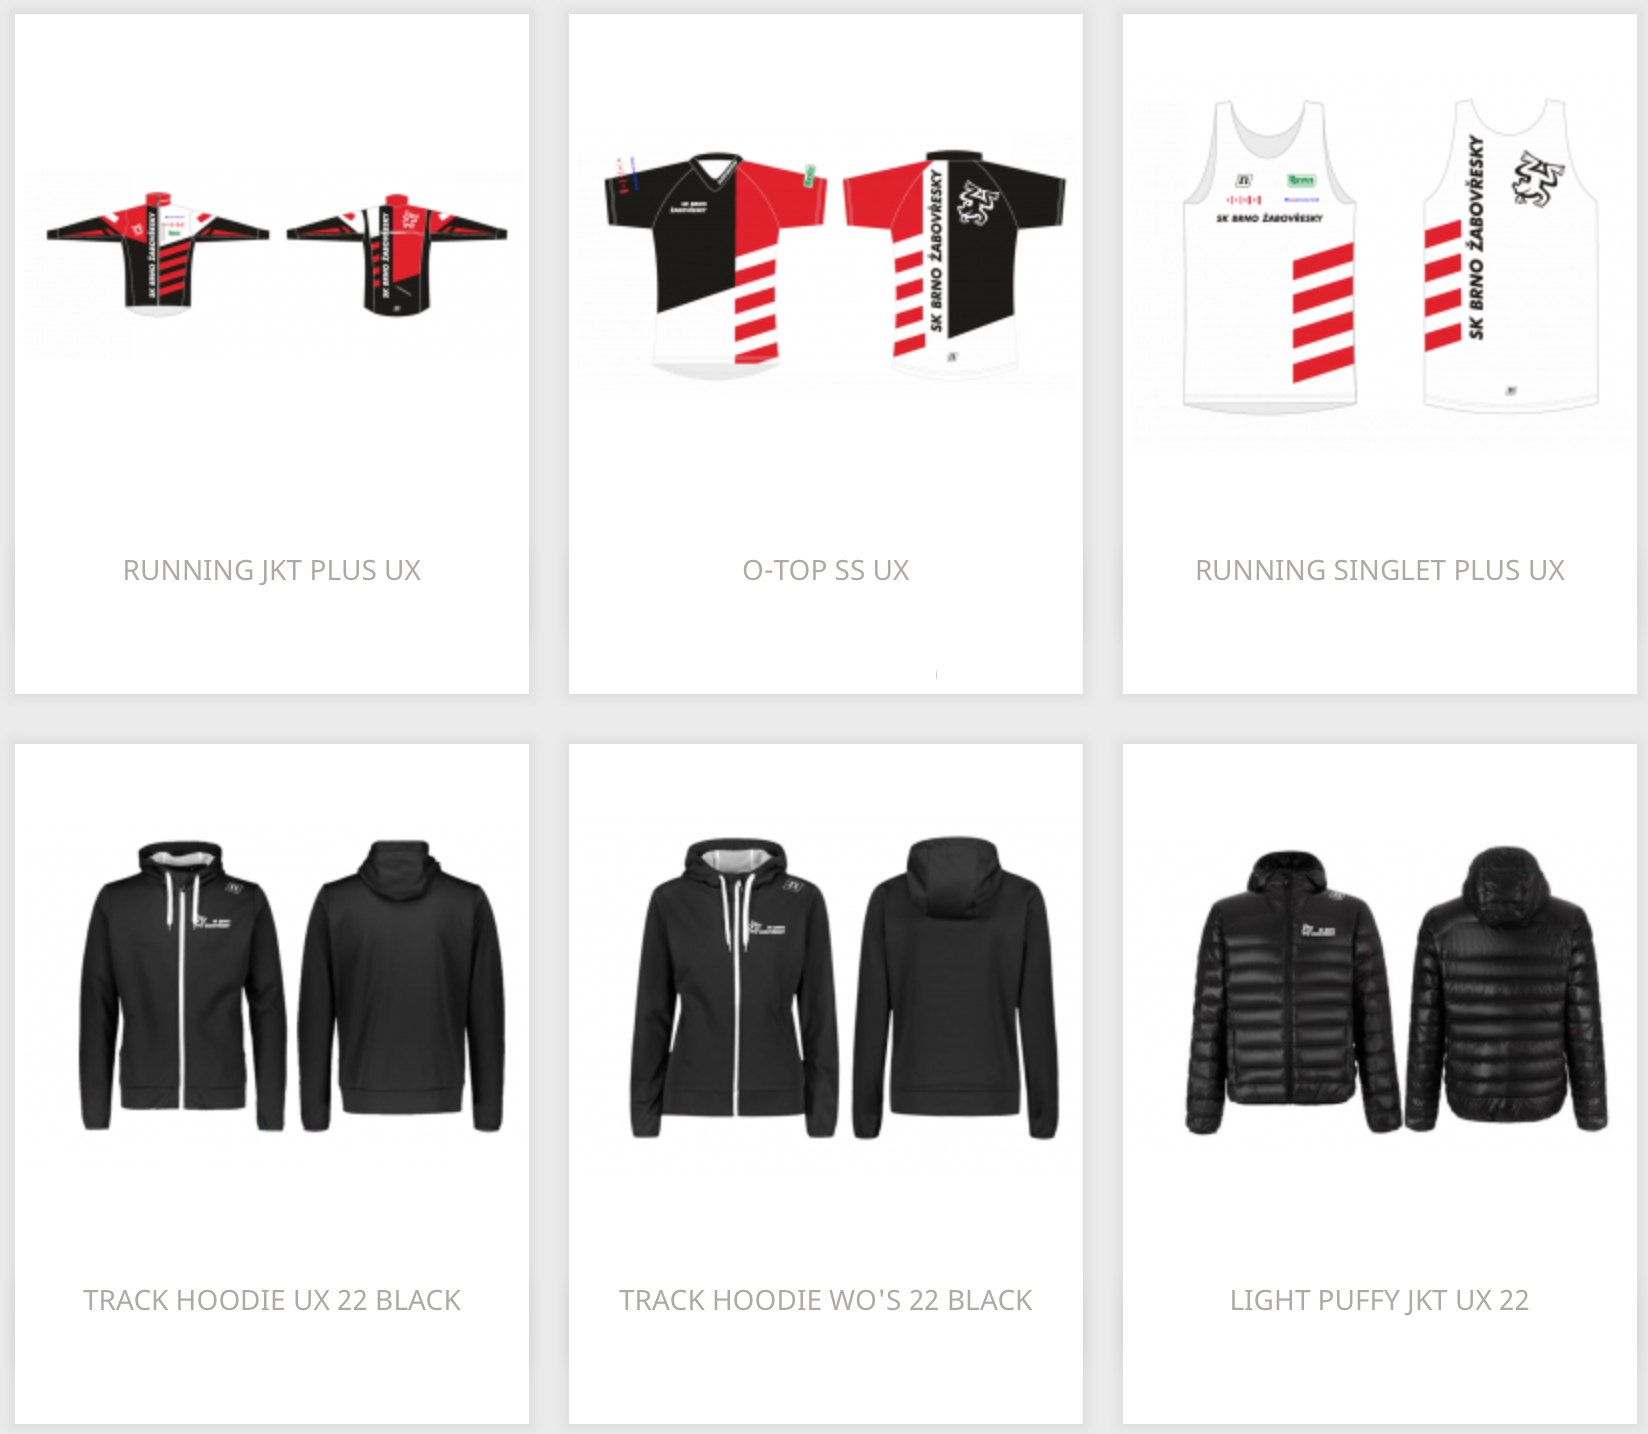 SK BRNO ŽABOVŘESKY
SK BRNO ŽABOVŘESKY
RUNNING JKT PLUS UX
SK BRNO
ŽABOVŘESKY
SK BRNO ŽABOVŘESKY
O-TOP SS UX
SK BRNO ŽABOVŘESKY
SK BRNO ŽABOVŘESKY
RUNNING SINGLET PLUS UX
TRACK HOODIE UX 22 BLACK
TRACK HOODIE WO'S 22 BLACK
LIGHT PUFFY JKT UX 22